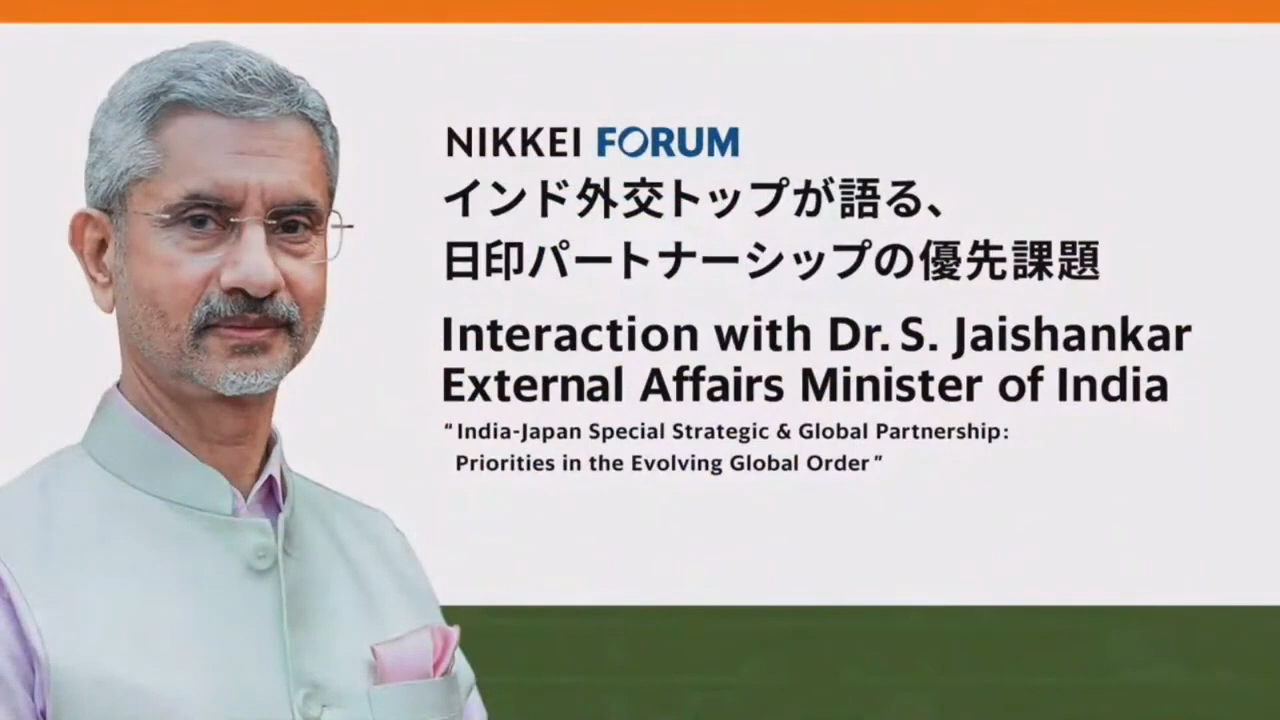 NIKKEI FORUM
インド外交トップが語る、
日印パートナーシップの優先課題
Interaction with Dr. S. Jaishankar
External Affairs Minister of India
“India-Japan Special Strategic & Global Partnership:
Priorities in the Evolving Global Order”